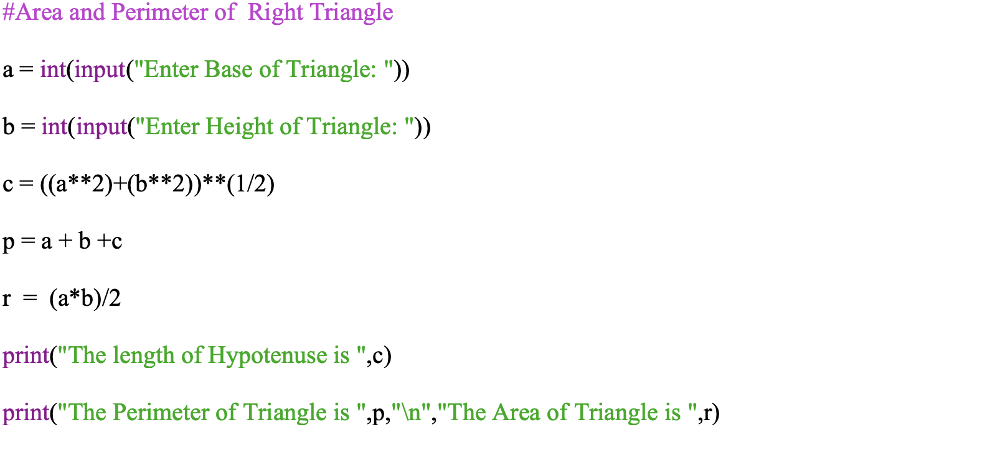 #Area and Perimeter of  Right Triangle
a = int(input("Enter Base of Triangle: "))
b = int(input("Enter Height of Triangle: "))
c = ((a**2)+(b**2))**(1/2)
p = a + b +c
r  =  (a*b)/2
print("The length of Hypotenuse is ",c)
print("The Perimeter of Triangle is ",p,"\n","The Area of Triangle is ",r)